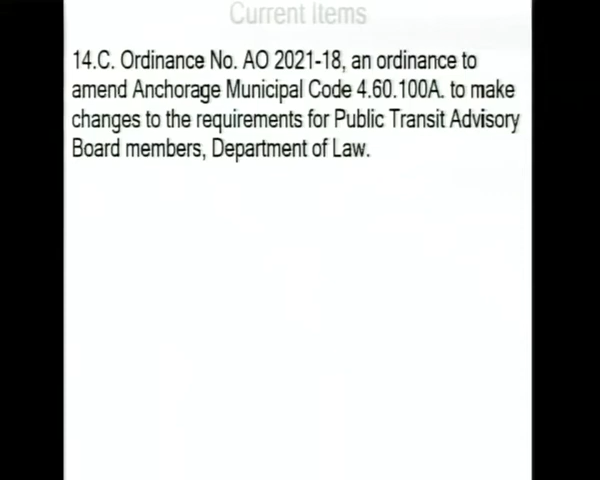 Current Items
14.C. Ordinance No. AO 2021-18, an ordinance to
amend Anchorage Municipal Code 4.60.100A. to make
changes to the requirements for Public Transit Advisory
Board members, Department of Law.